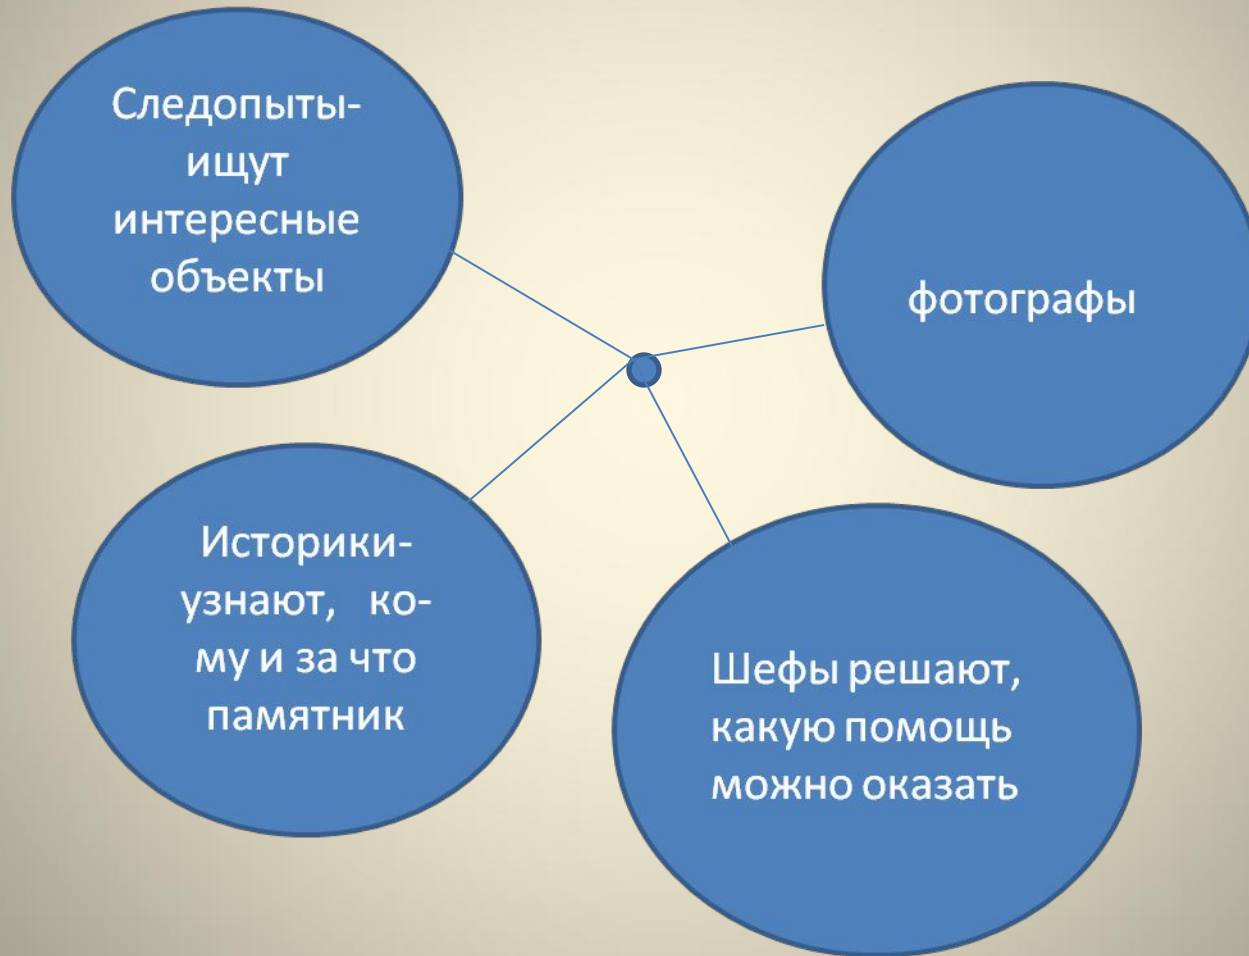 Следопыты-
ищут
интересные
объекты
фотографы
Историки-
узнают, ко-
му и за что
памятник
Шефы решают,
какую помощь
можно оказать